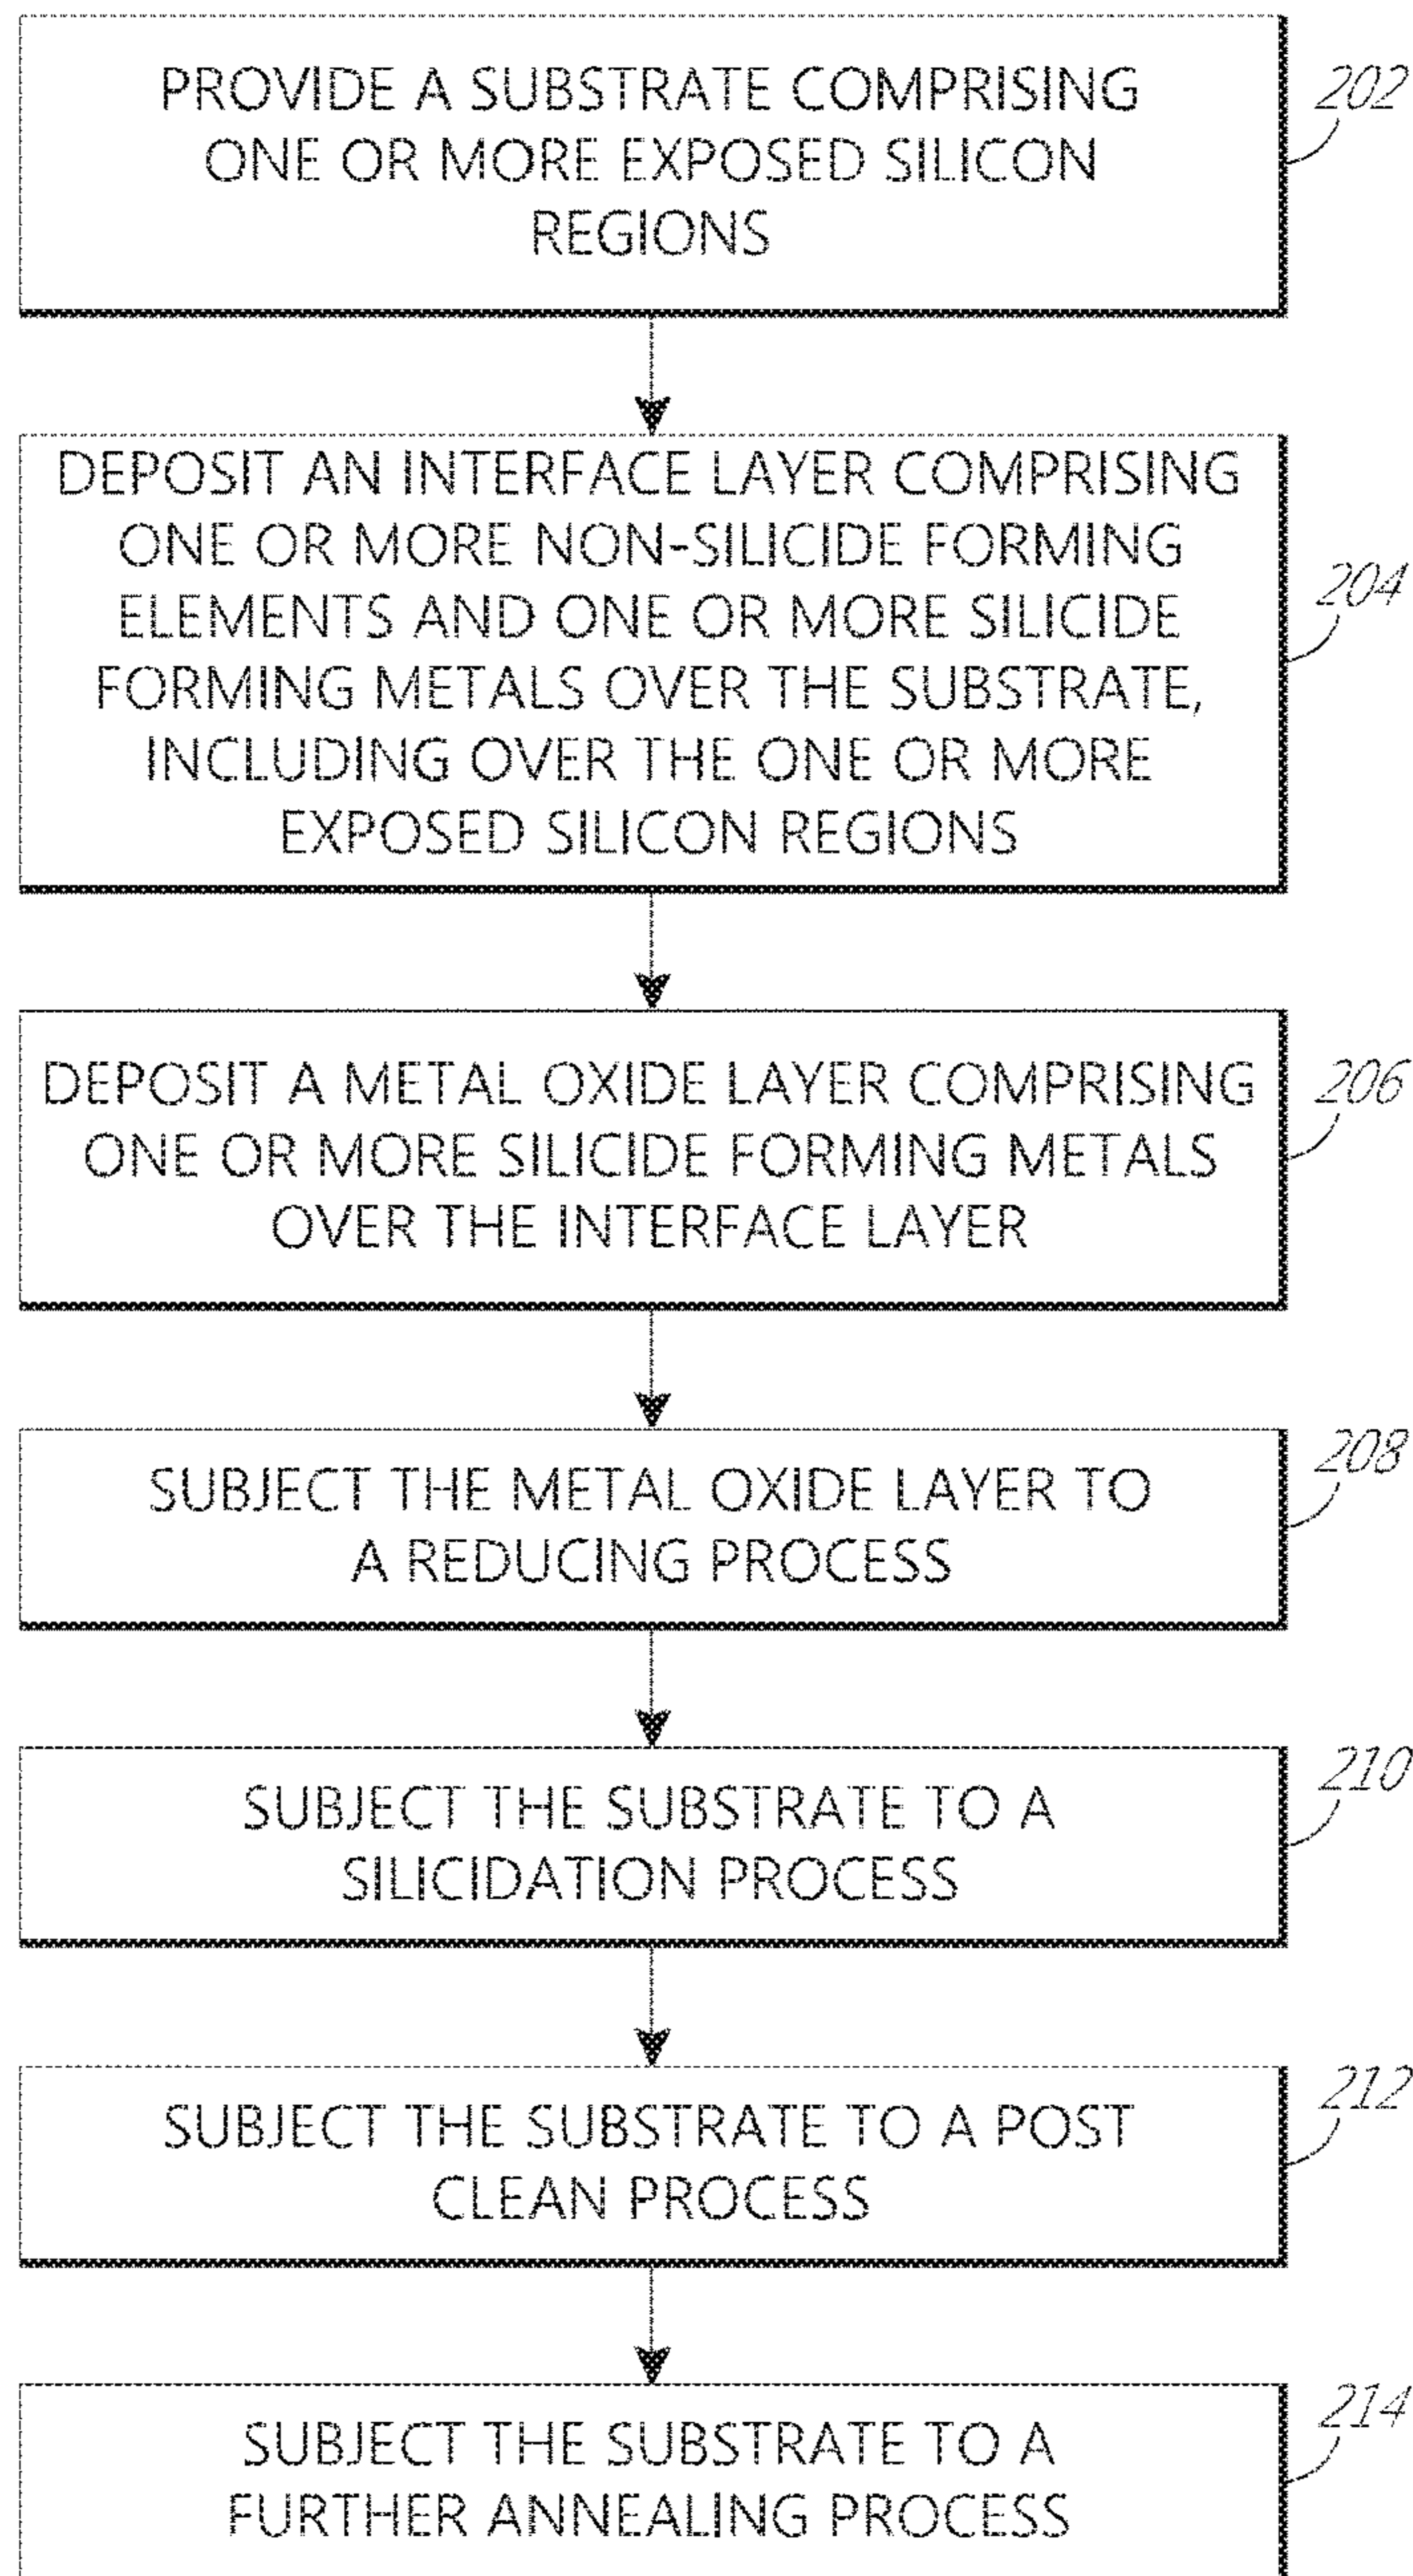 PROVIDE A SUBSTRATE COMPRISING
ONE OR MORE EXPOSED SILICON
REGIONS
202
DEPOSIT AN INTERFACE LAYER COMPRISING
ONE OR MORE NON-SILICIDE FORMING
ELEMENTS AND ONE OR MORE SILICIDE
FORMING METALS OVER THE SUBSTRATE,
INCLUDING OVER THE ONE OR MORE
EXPOSED SILICON REGIONS
204
DEPOSIT A METAL OXIDE LAYER COMPRISING
ONE OR MORE SILICIDE FORMING METALS
OVER THE INTERFACE LAYER
206
SUBJECT THE METAL OXIDE LAYER TO
A REDUCING PROCESS
208
SUBJECT THE SUBSTRATE TO A
SILICIDATION PROCESS
210
SUBJECT THE SUBSTRATE TO A POST
CLEAN PROCESS
212
SUBJECT THE SUBSTRATE TO A
FURTHER ANNEALING PROCESS
214